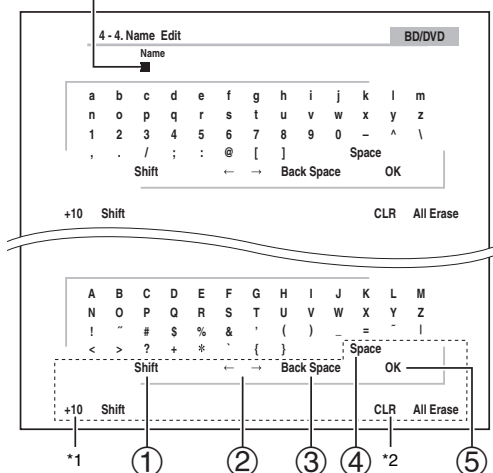 4 - 4. Name Edit BD/DVD
Name
a b c d e f g h i j k l m
n o p q r s t u v w x y z
1 2 3 4 5 6 7 8 9 0 – ^ \
, . / ; : @ [ ] Space
Shift ← → Back Space OK
+10 Shift CLR All Erase
A B C D E F G H I J K L M
N O P Q R S T U V W X Y Z
! ˝ # $ % & ’ ( ) _ = ˜ |
< > ? + * ` { } Space
Shift ← → Back Space OK
+10 Shift CLR All Erase
*1 ① ② ③ ④ *2 ⑤